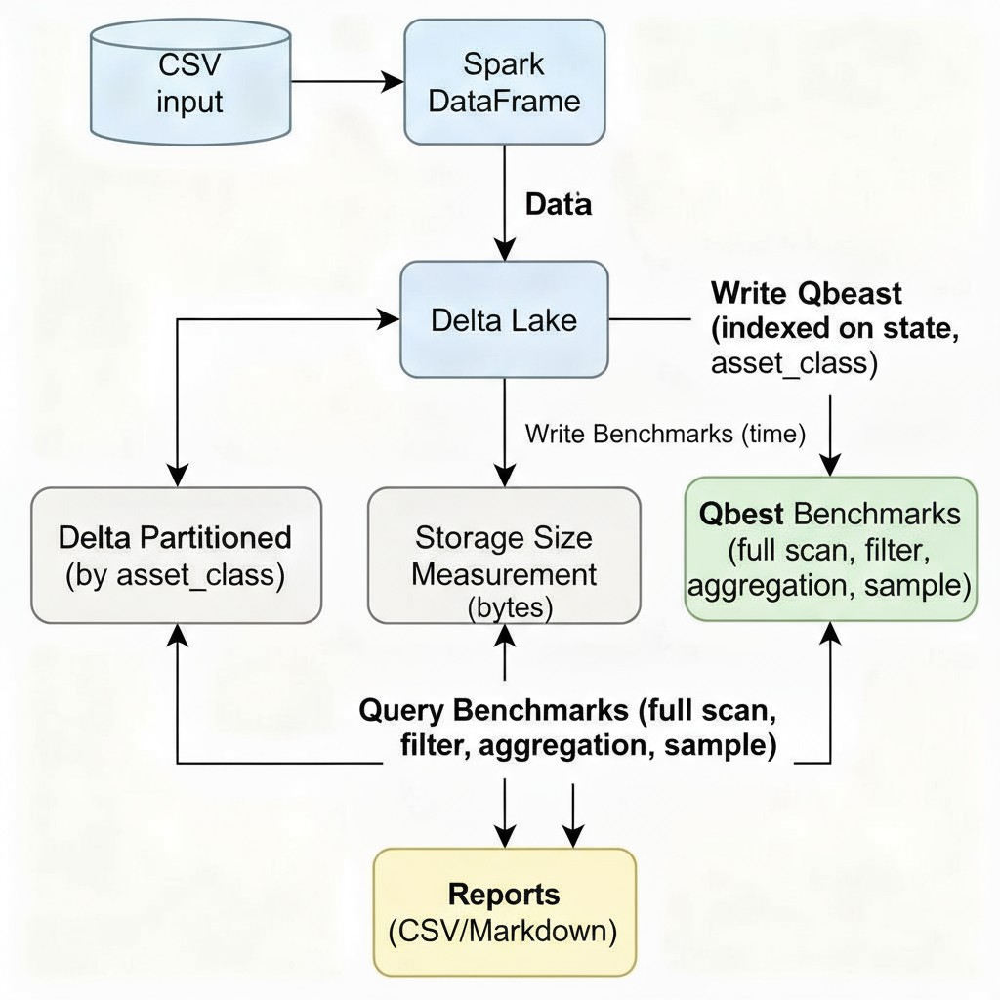 CSV
input
Spark
DataFrame
Data
Delta Lake
Write Qbeast
(indexed on state,
asset_class)
Write Benchmarks (time)
Delta Partitioned
(by asset_class)
Storage Size
Measurement
(bytes)
Qbest Benchmarks
(full scan, filter,
aggregation, sample)
Query Benchmarks (full scan,
filter, aggregation, sample)
Reports
(CSV/Markdown)